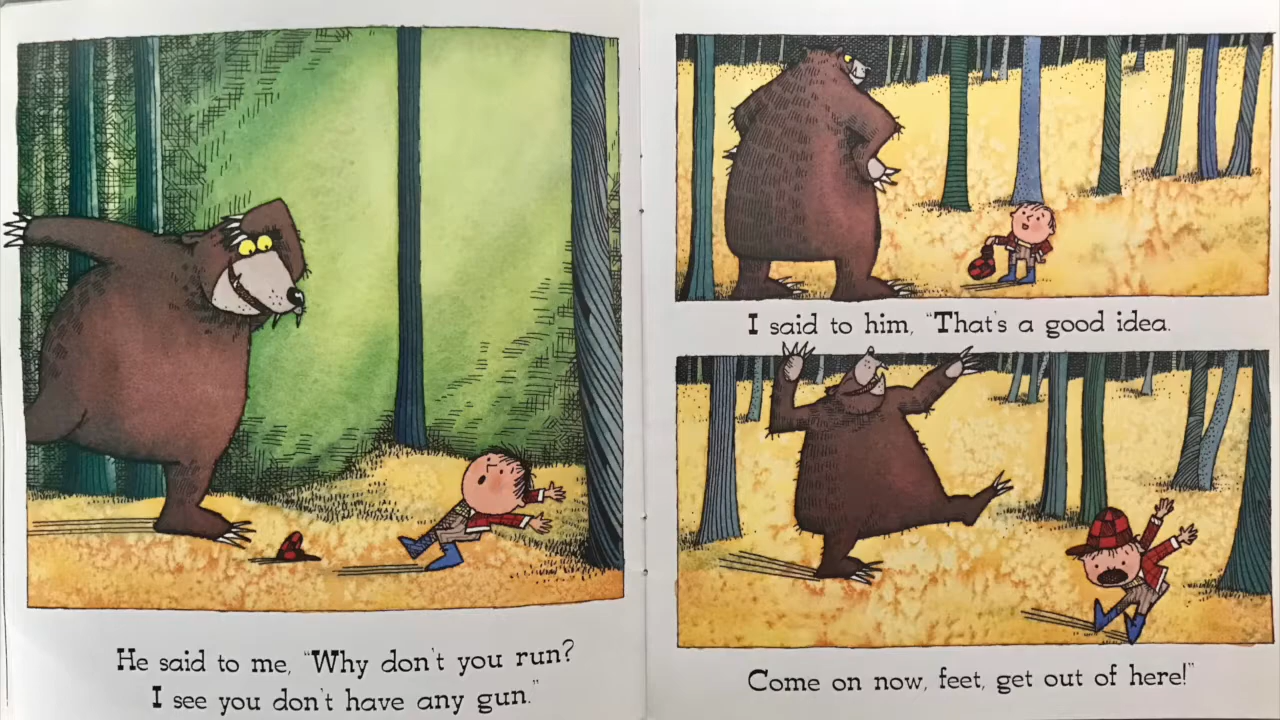 He said to me, "Why don't you run?
I see you don't have any gun."
I said to him, "That's a good idea.
Come on now, feet, get out of here!"